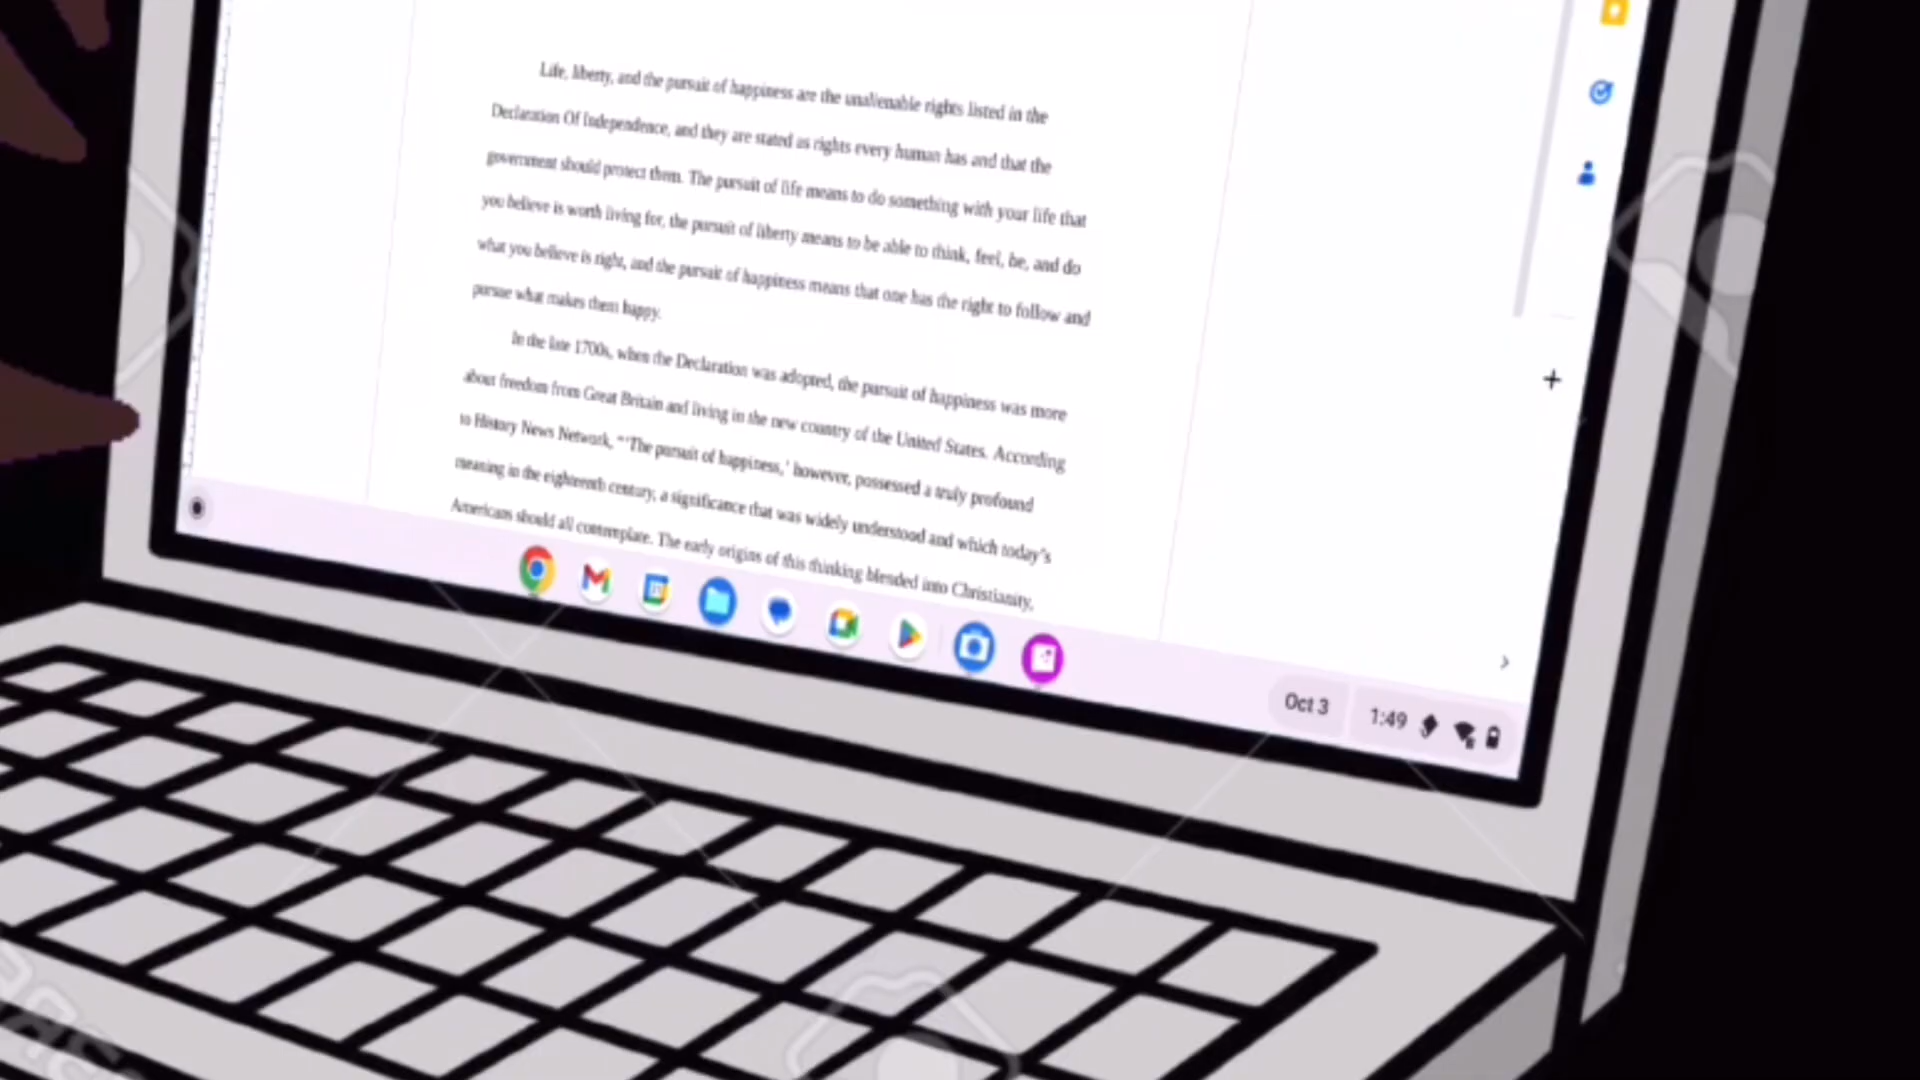 Life, liberty, and the pursuit of happiness are the unalienable rights listed in the
Declaration Of Independence, and they are stated as rights every human has and that the
government should protect them. The pursuit of life means to do something with your life that
you believe is worth living for, the pursuit of liberty means to be able to think, feel, be, and do
what you believe is right, and the pursuit of happiness means that one has the right to follow and
pursue what makes them happy.
In the late 1700s, when the Declaration was adopted, the pursuit of happiness was more
about freedom from Great Britain and living in the new country of the United States. According
to History News Network, “‘The pursuit of happiness,’ however, possessed a truly profound
meaning in the eighteenth century, a significance that was widely understood and which today’s
Americans should all contemplate. The early origins of this thinking blended into Christianity,
Oct 3
1:49